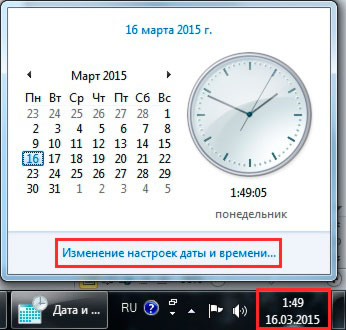 16 марта 2015 г.
Март 2015
Пн Вт Ср Чт Пт Сб Вс
23 24 25 26 27 28 1
2 3 4 5 6 7 8
9 10 11 12 13 14 15
16 17 18 19 20 21 22
23 24 25 26 27 28 29
30 31 1 2 3 4 5
1:49:05
понедельник
Изменение настроек даты и времени...
Дата и ...
RU
?
1:49
16.03.2015